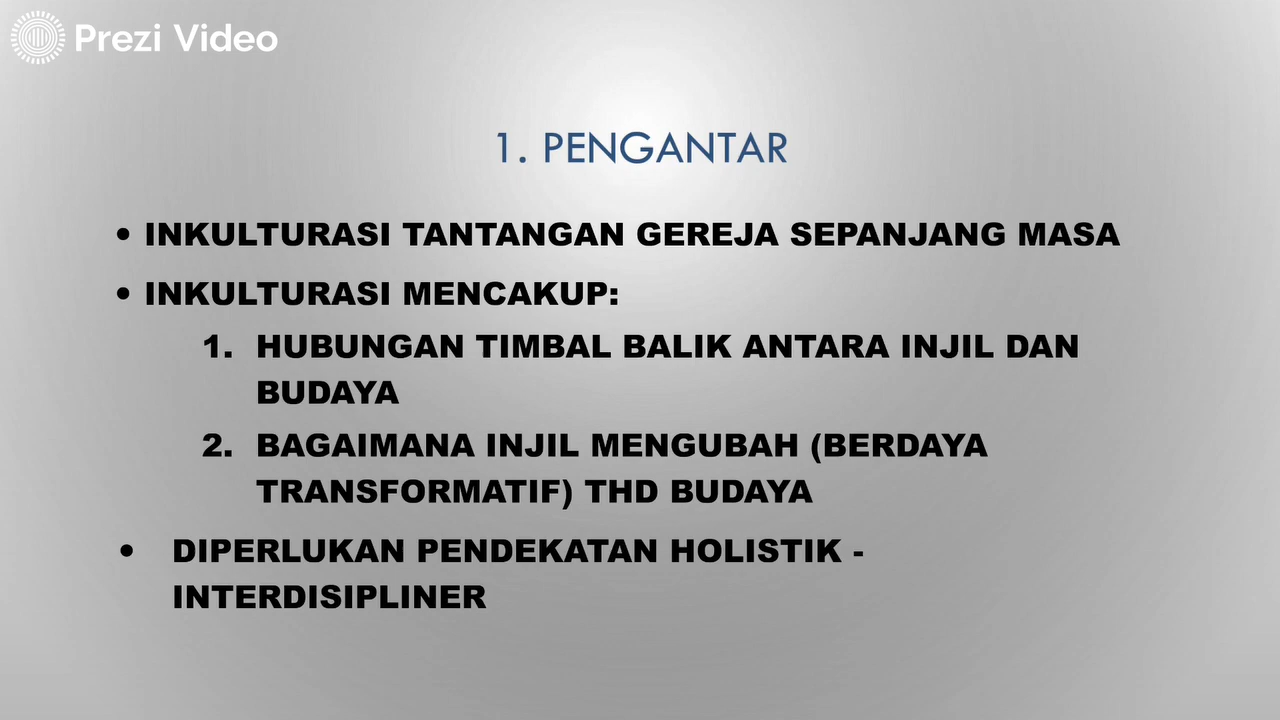 Prezi Video
1. PENGANTAR
• INKULTURASI TANTANGAN GEREJA SEPANJANG MASA
• INKULTURASI MENCAKUP:
1. HUBUNGAN TIMBAL BALIK ANTARA INJIL DAN
BUDAYA
2. BAGAIMANA INJIL MENGUBAH (BERDAYA
TRANSFORMATIF) THD BUDAYA
• DIPERLUKAN PENDEKATAN HOLISTIK -
INTERDISIPLINER